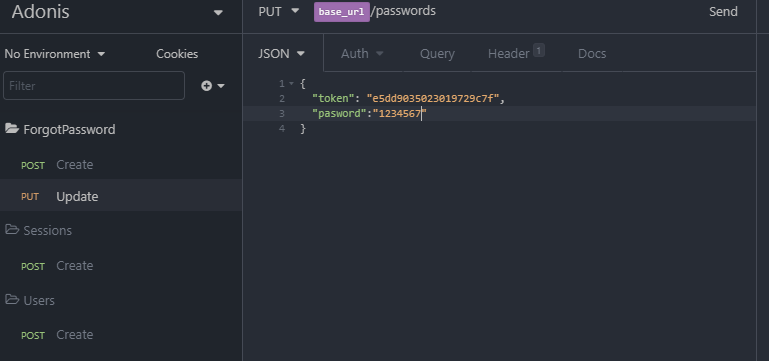 Adonis
No Environment
Cookies
Filter
ForgotPassword
POST Create
PUT Update
Sessions
POST Create
Users
POST Create
PUT base_url/passwords Send
JSON Auth Query Header 1 Docs
1 {
2 "token": "e5dd9035023019729c7f",
3 "pasword":"1234567"
4 }